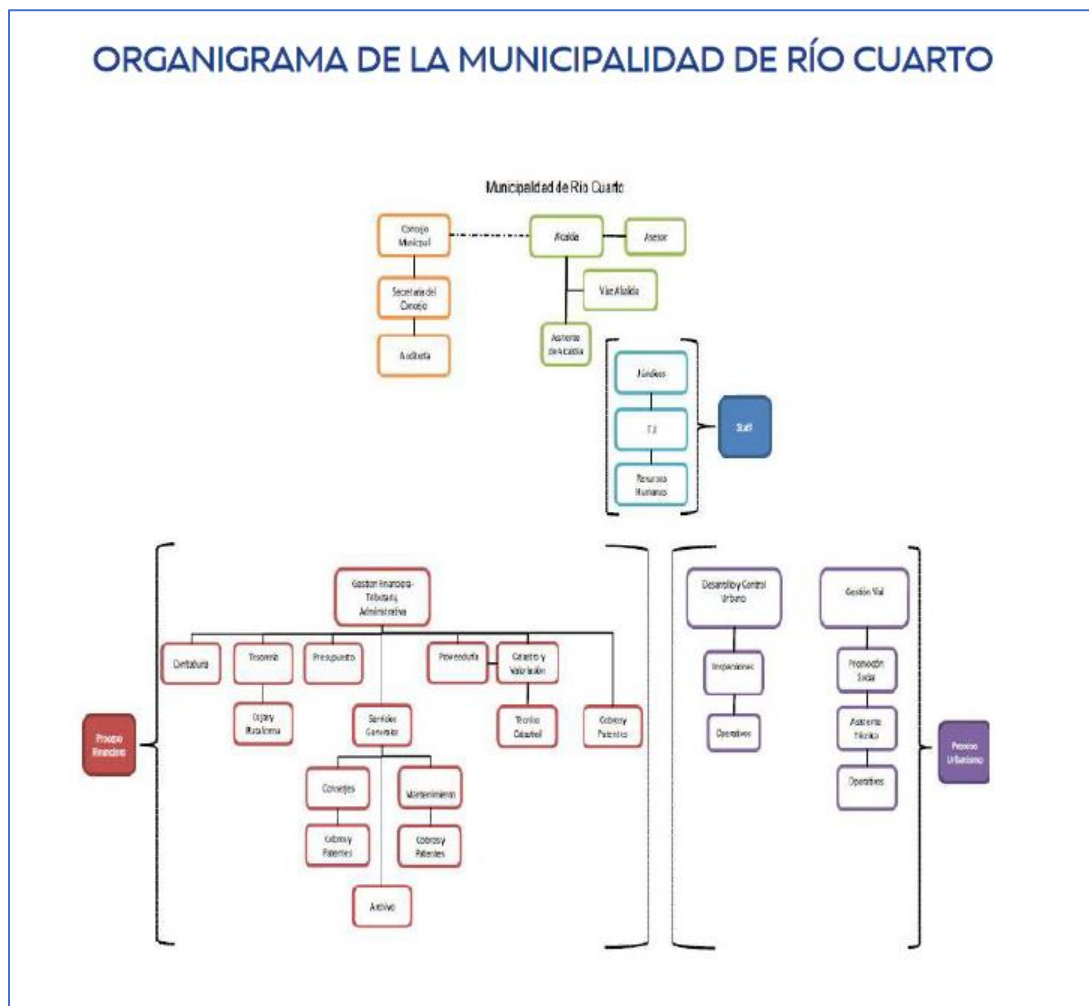 ORGANIGRAMA DE LA MUNICIPALIDAD DE RÍO CUARTO
Municipalidad de Río Cuarto
Concejo
Municipal
Alcaldía
Asesor
Secretaria del
Concejo
Vice Alcaldía
Auditoría
Asistente
de Alcaldía
Jurídicos
T.I
Recursos
Humanos
Staff
Gestión Financiera-
Tributaria y
Administrativa
Contaduría
Tesorería
Presupuesto
Proveeduría
Catastro y
Valoración
Cajas y
Plataforma
Servicios
Generales
Técnico
Catastral
Cobros y
Patentes
Consejes
Mantenimiento
Cobros y
Patentes
Cobros y
Patentes
Archivo
Proceso
Financiero
Desarrollo y Control
Urbano
Gestión Vial
Inspecciones
Promoción
Social
Operativos
Asistente
Técnico
Operativos
Proceso
Urbanismo